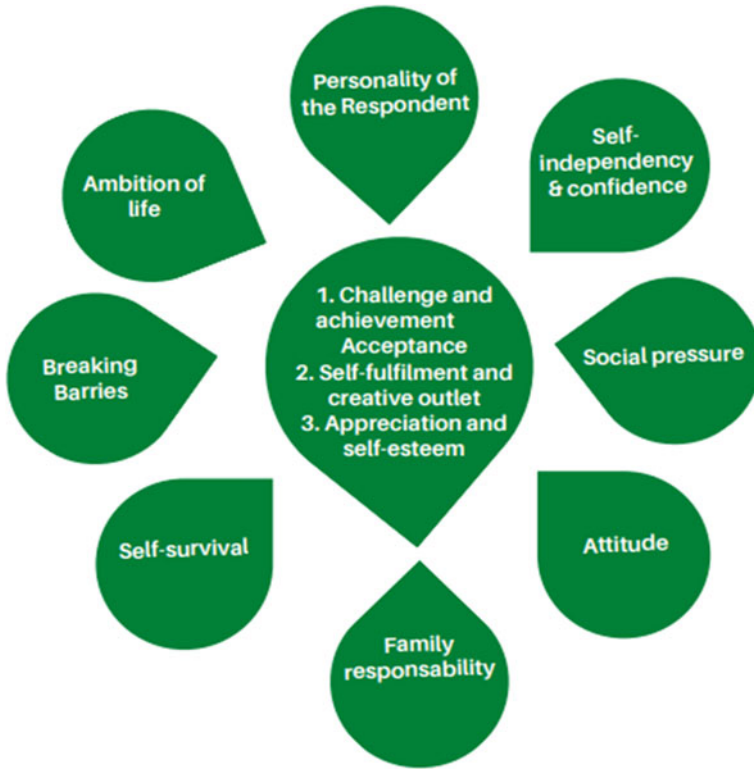 Personality of
the Respondent
Self-
independency
& confidence
Ambition of
life
1. Challenge and
achievement
Acceptance
2. Self-fulfilment and
creative outlet
3. Appreciation and
self-esteem
Social pressure
Breaking
Barries
Self-survival
Attitude
Family
responsability